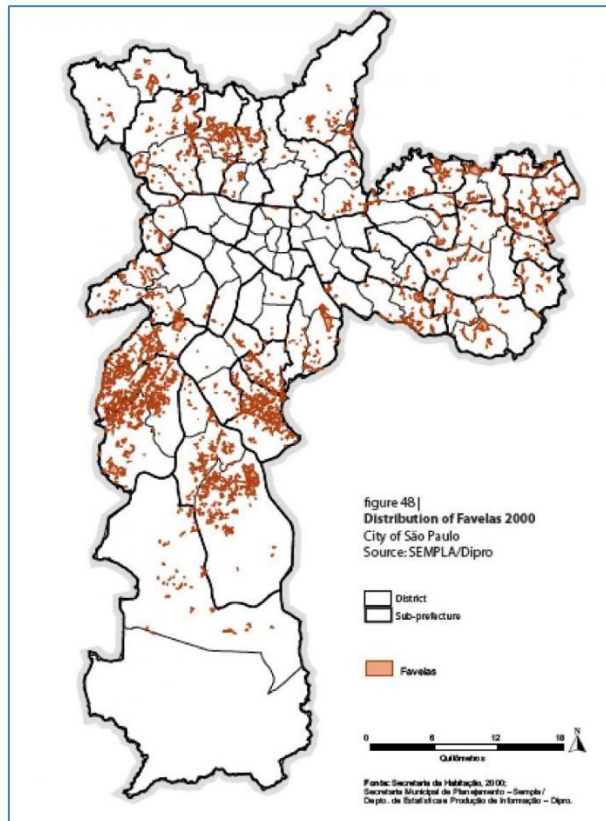 figure 48|
Distribution of Favelas 2000
City of São Paulo
Source: SEMPLA/Dipro
District
Sub-prefecture
Favelas
0 6 12 18
Quilômetros
N
Fonte: Secretaria da Habitação, 2000;
Secretaria Municipal de Planejamento – Sempla/
Depto. de Estatística e Produção de Informação – Dipro.